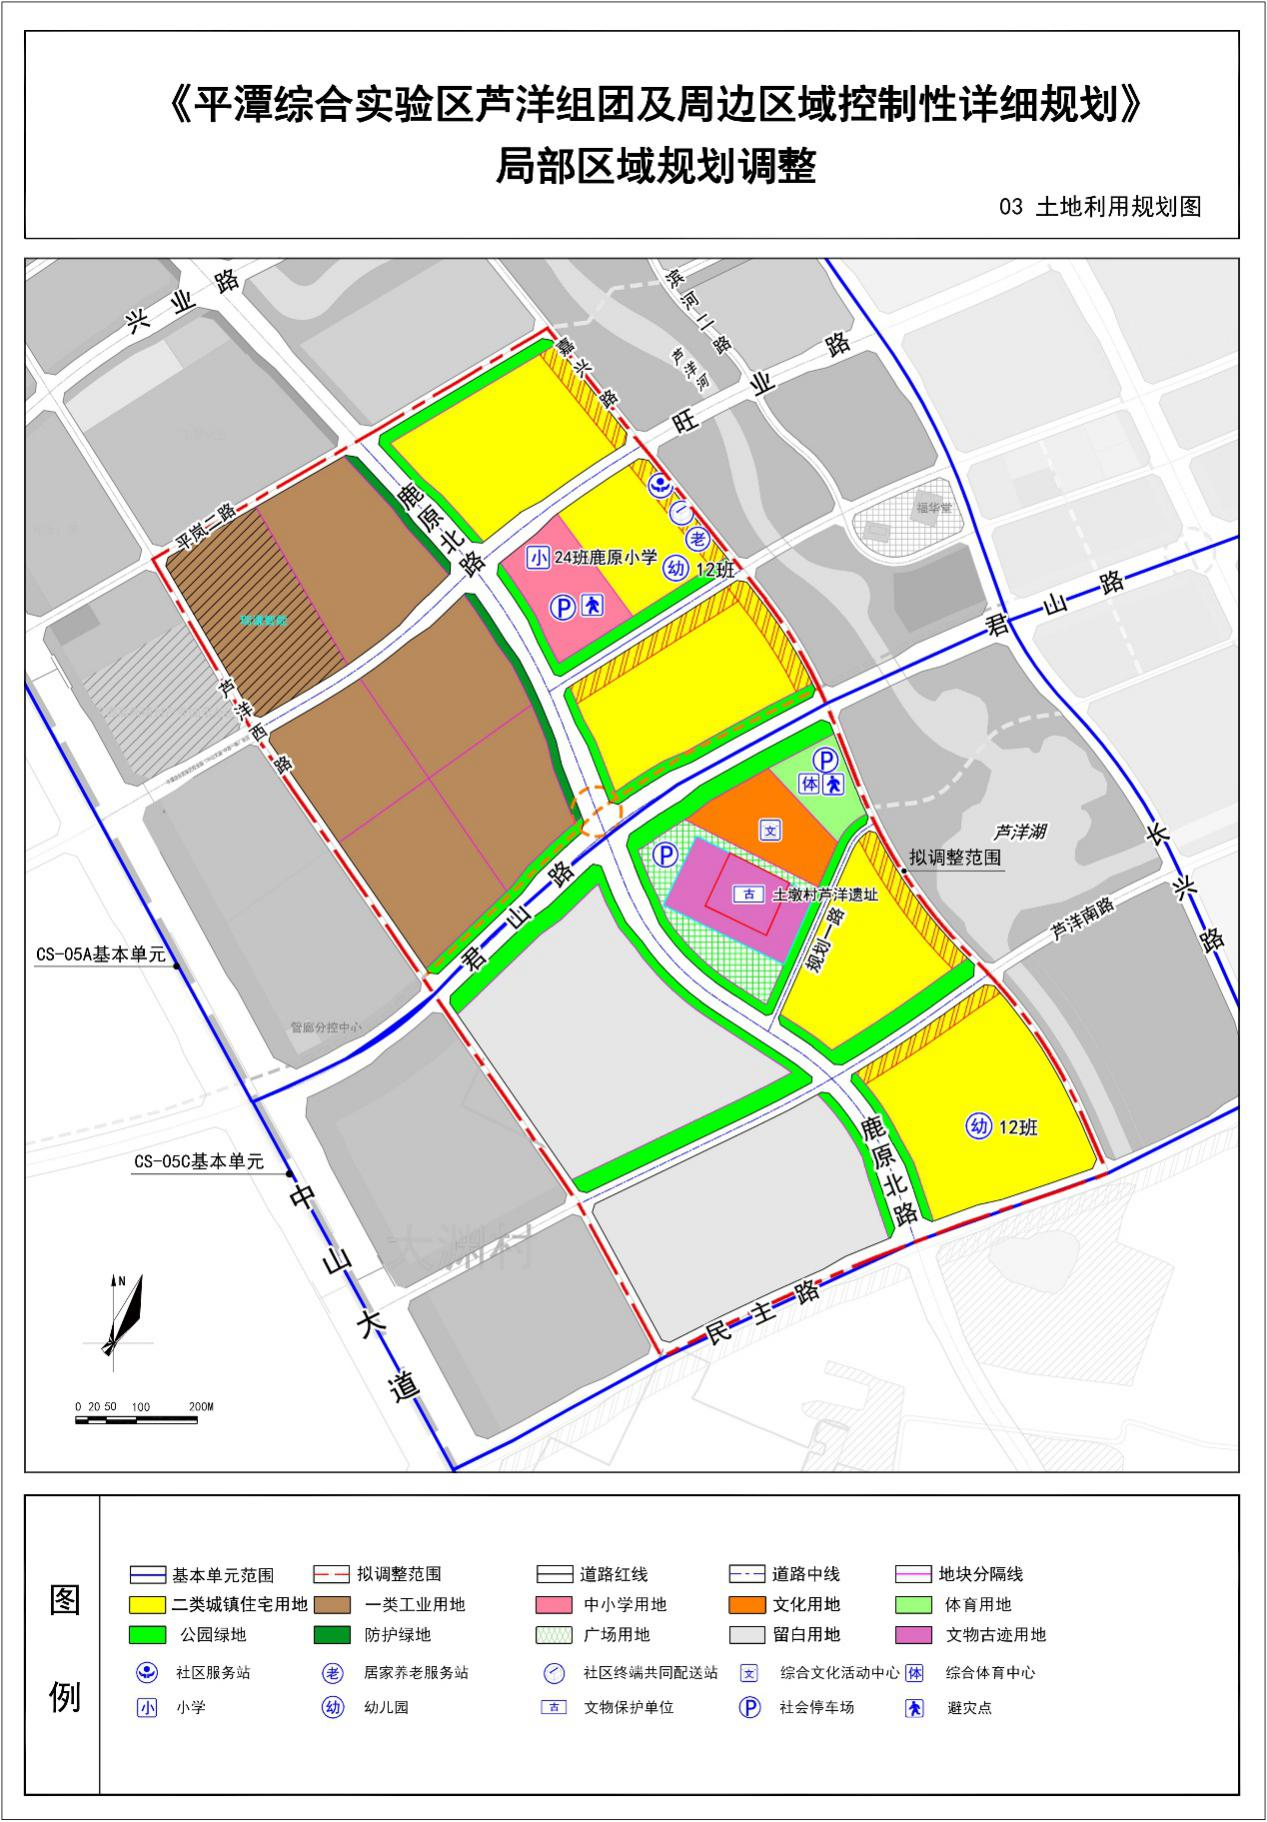 《平潭综合实验区芦洋组团及周边区域控制性详细规划》
局部区域规划调整
03 土地利用规划图
兴业路
滨河二路
嘉兴路
芦洋河
旺业路
鹿原北路
平岚二路
福华堂
小 24班鹿原小学
老
幼 12班
P
君山路
芦洋西路
P
体
文
芦洋湖
长兴路
拟调整范围
P
古 土墩村芦洋遗址
规划一路
芦洋南路
君山路
CS-05A基本单元
管廊分控中心
幼 12班
鹿原北路
CS-05C基本单元
中山大道
大渊村
民主路
N
0 20 50 100 200M
图例
基本单元范围 拟调整范围 道路红线 道路中线 地块分隔线
二类城镇住宅用地 一类工业用地 中小学用地 文化用地 体育用地
公园绿地 防护绿地 广场用地 留白用地 文物古迹用地
社区服务站 老 居家养老服务站 社区终端共同配送站 文 综合文化活动中心 体 综合体育中心
小 小学 幼 幼儿园 古 文物保护单位 P 社会停车场 避灾点